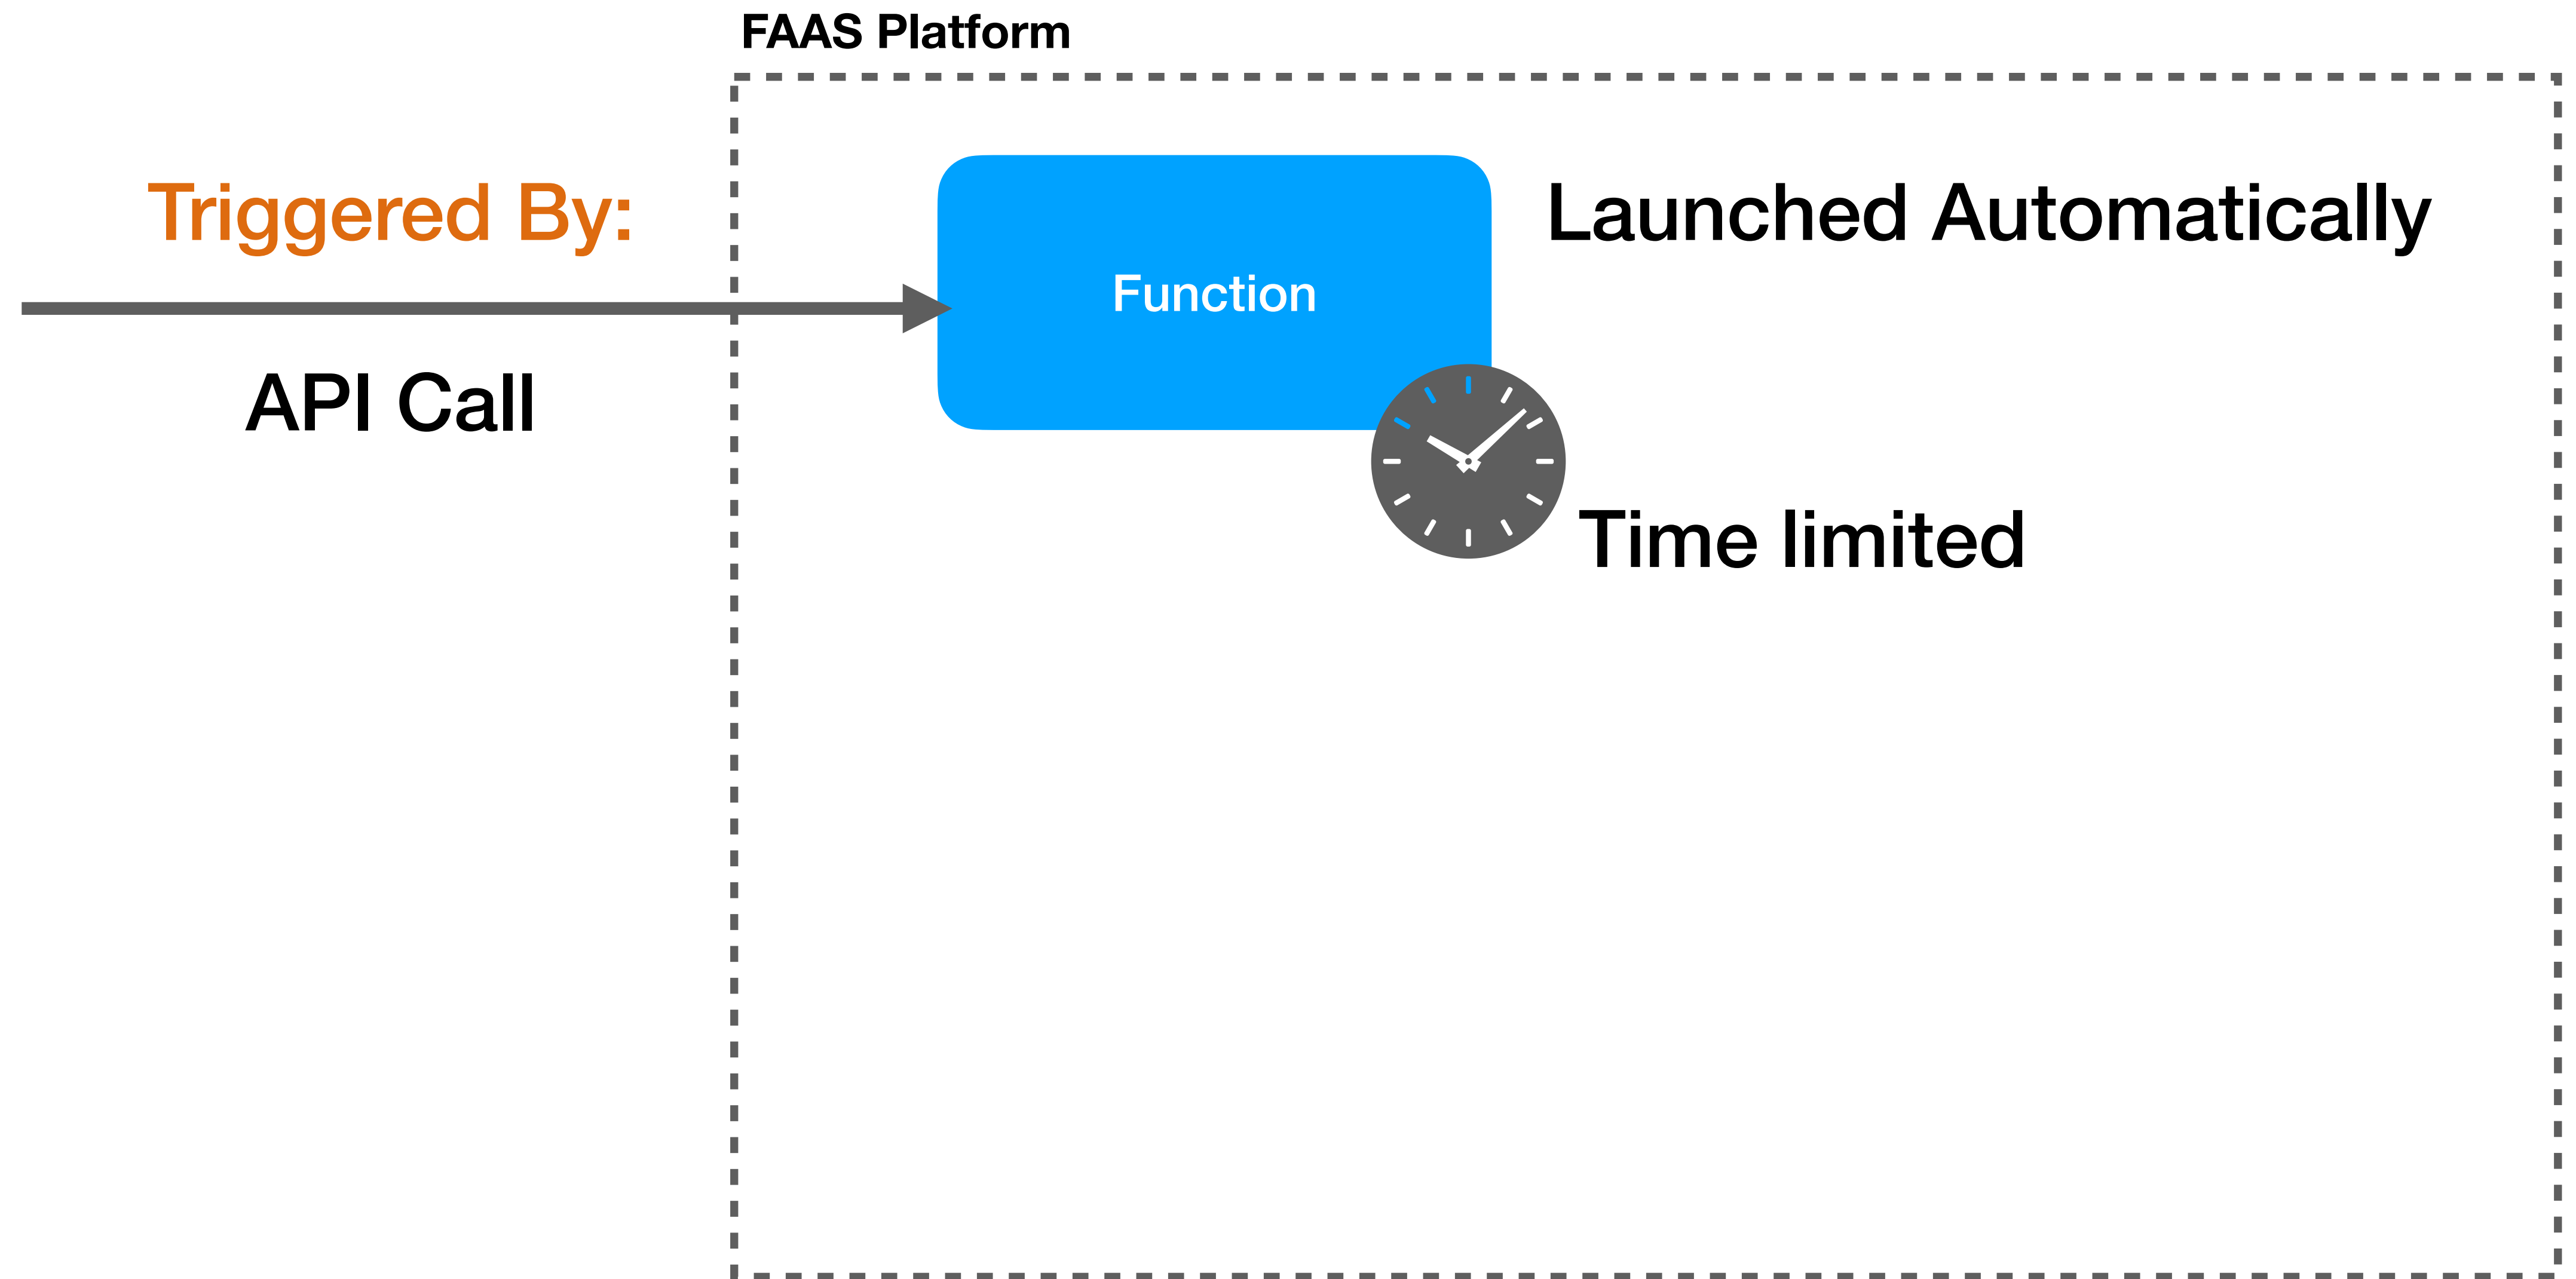 FAAS Platform
Triggered By:
Launched Automatically
Function
API Call
Time limited